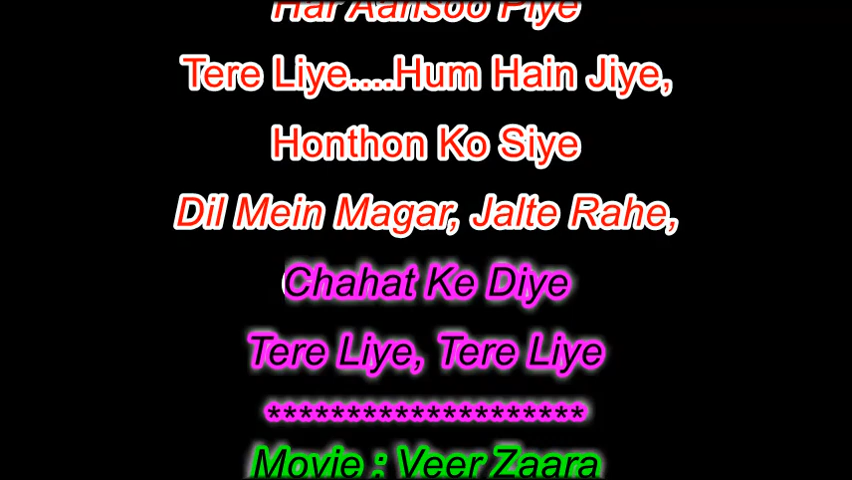 Har Aansoo Piye
Tere Liye....Hum Hain Jiye,
Honthon Ko Siye
Dil Mein Magar, Jalte Rahe,
Chahat Ke Diye
Tere Liye, Tere Liye
********************
Movie : Veer Zaara